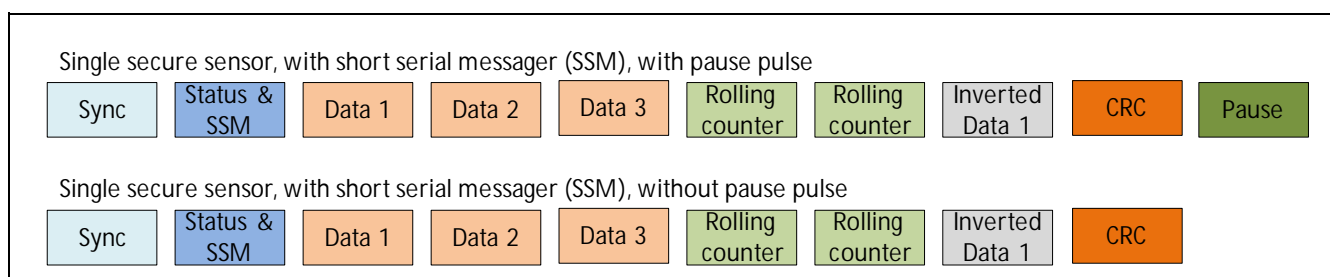 Single secure sensor, with short serial messager (SSM), with pause pulse
Sync
Status &
SSM
Data 1
Data 2
Data 3
Rolling
counter
Rolling
counter
Inverted
Data 1
CRC
Pause
Single secure sensor, with short serial messager (SSM), without pause pulse
Sync
Status &
SSM
Data 1
Data 2
Data 3
Rolling
counter
Rolling
counter
Inverted
Data 1
CRC